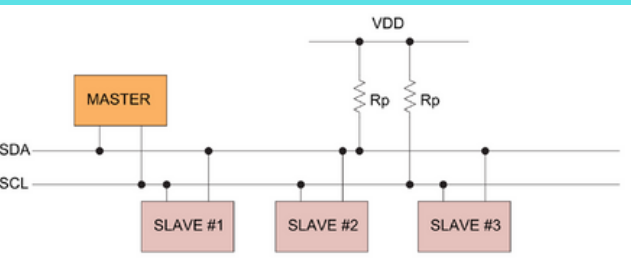 VDD
MASTER
Rp
Rp
SDA
SCL
SLAVE #1
SLAVE #2
SLAVE #3